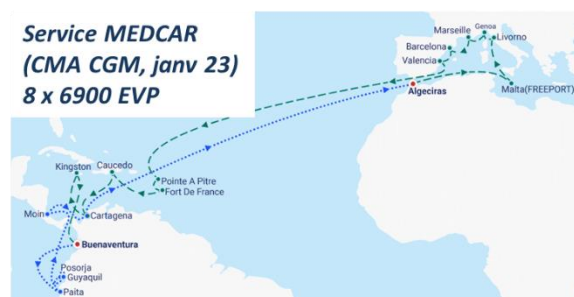 Service MEDCAR
(CMA CGM, janv 23)
8 x 6900 EVP
Marseille
Genoa
Livorno
Barcelona
Valencia
Algeciras
Malta(FREEPORT)
Kingston
Caucedo
Pointe A Pitre
Fort De France
Moin
Cartagena
Buenaventura
Posorja
Guyaquil
Paita